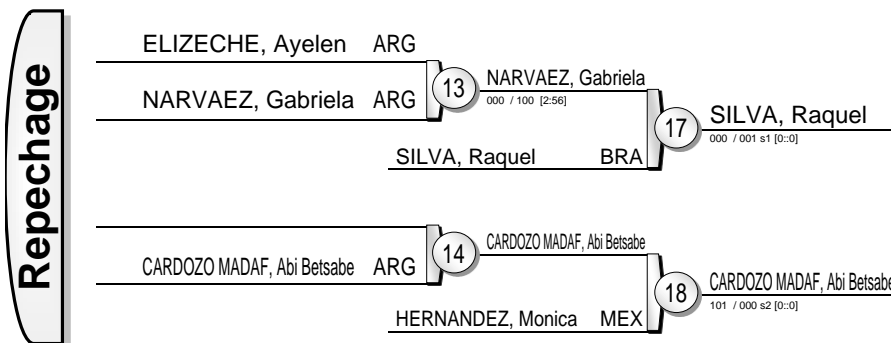 Repechage
ELIZECHE, Ayelen ARG
NARVAEZ, Gabriela ARG
13
NARVAEZ, Gabriela
000 / 100 [2:56]
SILVA, Raquel BRA
17
SILVA, Raquel
000 / 001 s1 [0::0]
CARDOZO MADAF, Abi Betsabe ARG
14
CARDOZO MADAF, Abi Betsabe
HERNANDEZ, Monica MEX
18
CARDOZO MADAF, Abi Betsabe
101 / 000 s2 [0::0]